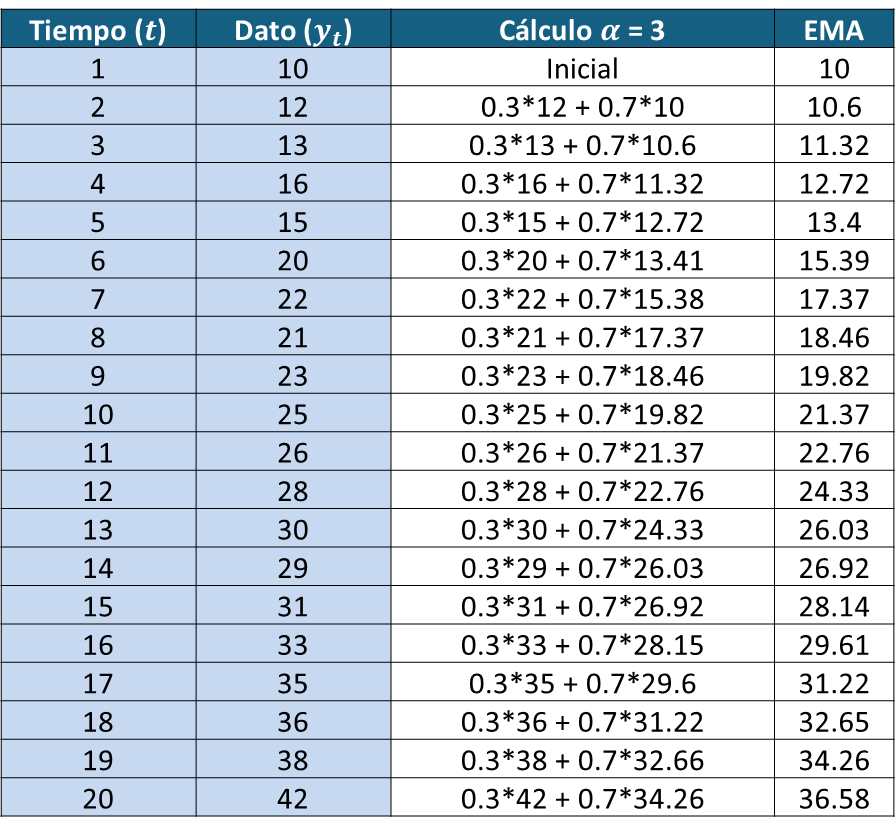 Tiempo (t) Dato (yₜ) Cálculo α = 3 EMA
1 10 Inicial 10
2 12 0.3*12 + 0.7*10 10.6
3 13 0.3*13 + 0.7*10.6 11.32
4 16 0.3*16 + 0.7*11.32 12.72
5 15 0.3*15 + 0.7*12.72 13.4
6 20 0.3*20 + 0.7*13.41 15.39
7 22 0.3*22 + 0.7*15.38 17.37
8 21 0.3*21 + 0.7*17.37 18.46
9 23 0.3*23 + 0.7*18.46 19.82
10 25 0.3*25 + 0.7*19.82 21.37
11 26 0.3*26 + 0.7*21.37 22.76
12 28 0.3*28 + 0.7*22.76 24.33
13 30 0.3*30 + 0.7*24.33 26.03
14 29 0.3*29 + 0.7*26.03 26.92
15 31 0.3*31 + 0.7*26.92 28.14
16 33 0.3*33 + 0.7*28.15 29.61
17 35 0.3*35 + 0.7*29.6 31.22
18 36 0.3*36 + 0.7*31.22 32.65
19 38 0.3*38 + 0.7*32.66 34.26
20 42 0.3*42 + 0.7*34.26 36.58